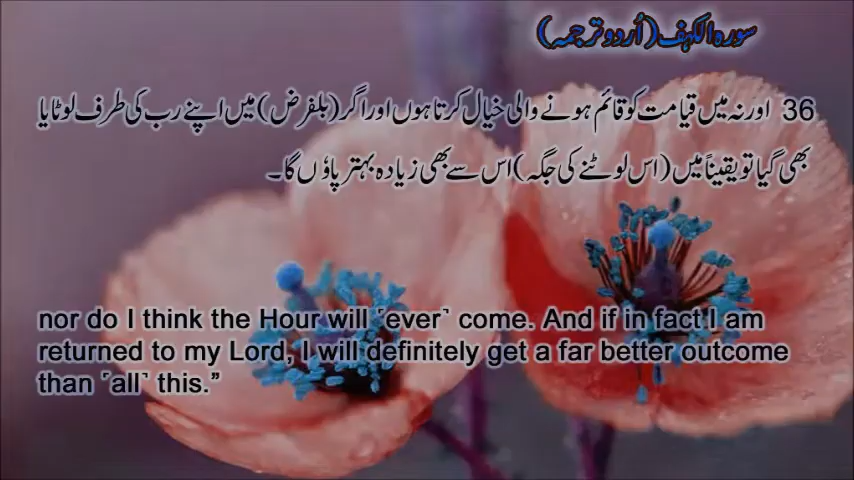 سورہ الکہف (اُردو ترجمہ)
36 اور نہ میں قیامت کو قائم ہونے والی خیال کرتا ہوں اور اگر (بلفرض) میں اپنے رب کی طرف لوٹایا
بھی گیا تو یقیناً میں (اس لوٹنے کی جگہ) اس سے بھی زیادہ بہتر پاؤں گا۔
nor do I think the Hour will ˹ever˺ come. And if in fact I am
returned to my Lord, I will definitely get a far better outcome
than ˹all˺ this.”